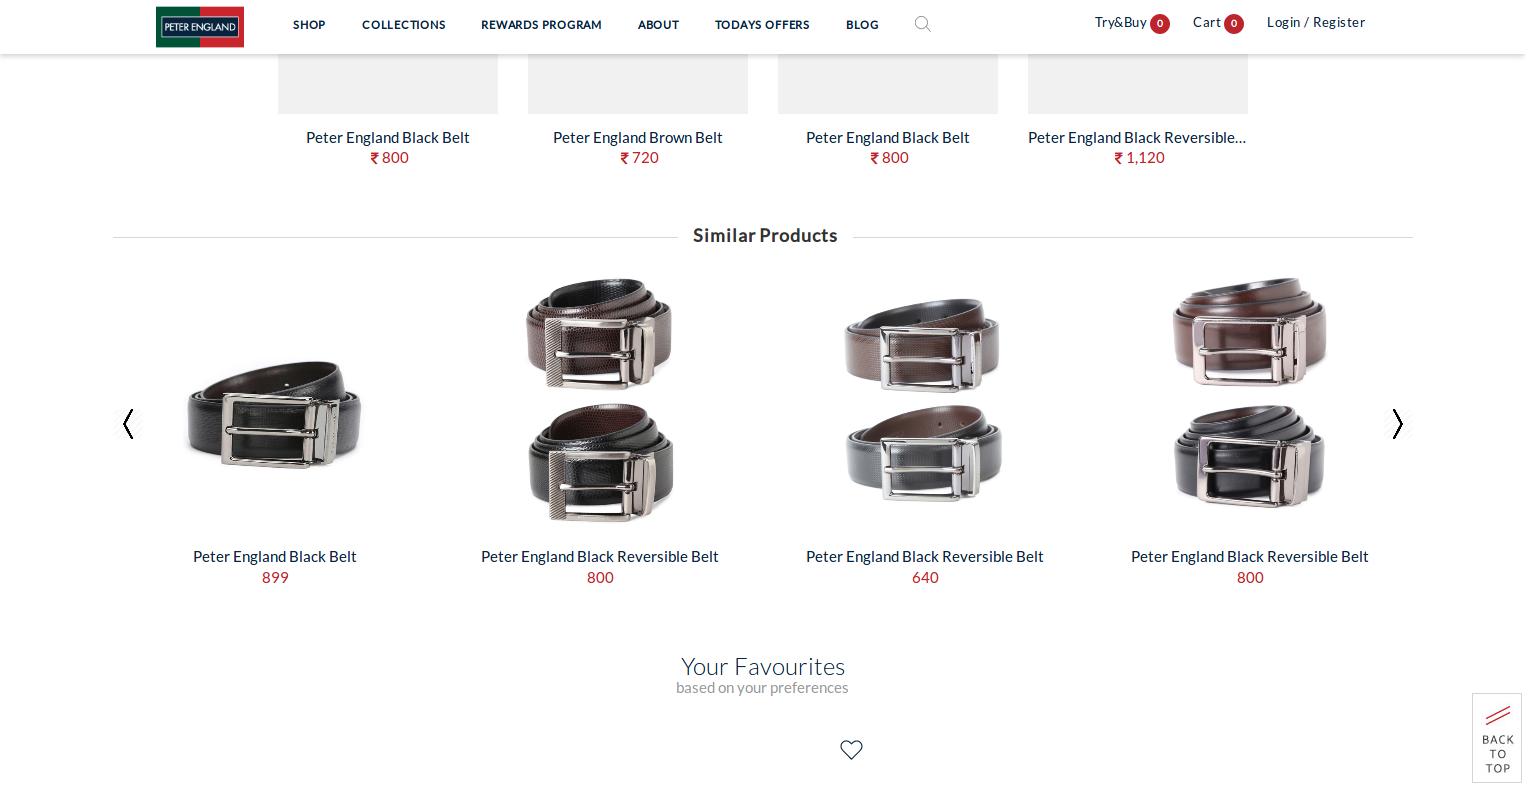 PETER ENGLAND
SHOP
COLLECTIONS
REWARDS PROGRAM
ABOUT
TODAYS OFFERS
BLOG
Try&Buy 0
Cart 0
Login / Register
Peter England Black Belt
₹ 800
Peter England Brown Belt
₹ 720
Peter England Black Belt
₹ 800
Peter England Black Reversible...
₹ 1,120
Similar Products
Peter England Black Belt
899
Peter England Black Reversible Belt
800
Peter England Black Reversible Belt
640
Peter England Black Reversible Belt
800
Your Favourites
based on your preferences
BACK
TO
TOP